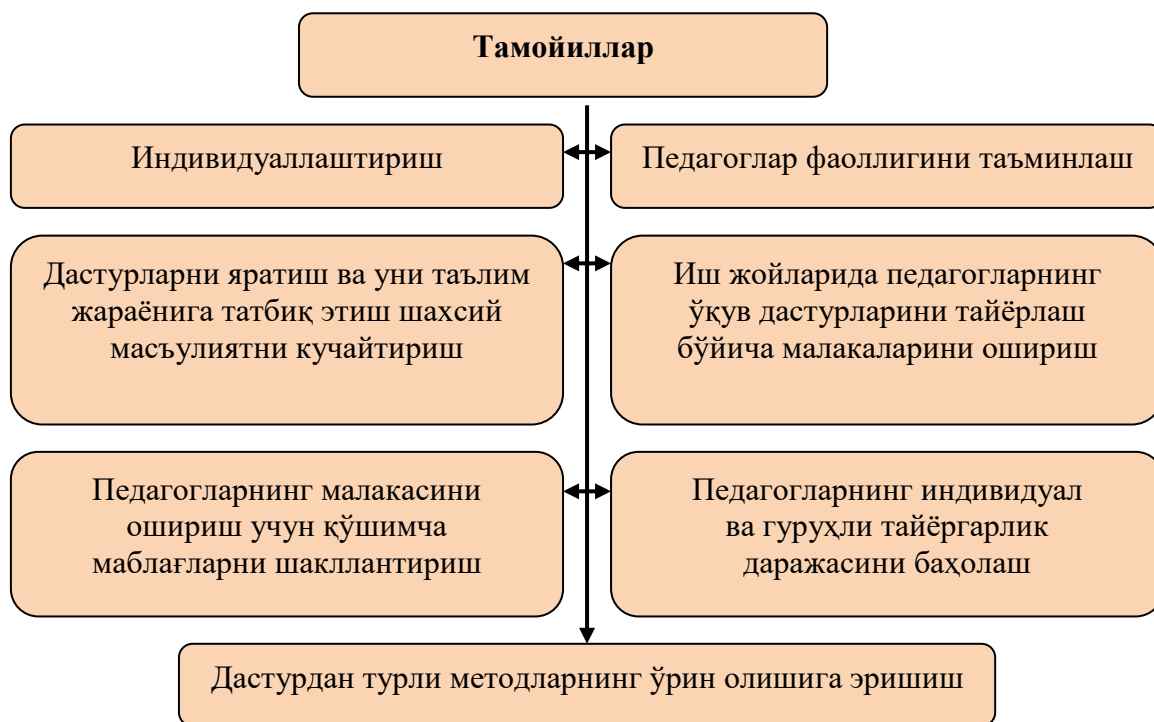 Тамойиллар
Индивидуаллаштириш
Педагоглар фаоллигини таъминлаш
Дастурларни яратиш ва уни таълим
жараёнига татбиқ этиш шахсий
масъулиятни кучайтириш
Иш жойларида педагогларнинг
ўқув дастурларини тайёрлаш
бўйича малакаларини ошириш
Педагогларнинг малакасини
ошириш учун қўшимча
маблағларни шакллантириш
Педагогларнинг индивидуал
ва гуруҳли тайёргарлик
даражасини баҳолаш
Дастурдан турли методларнинг ўрин олишига эришиш